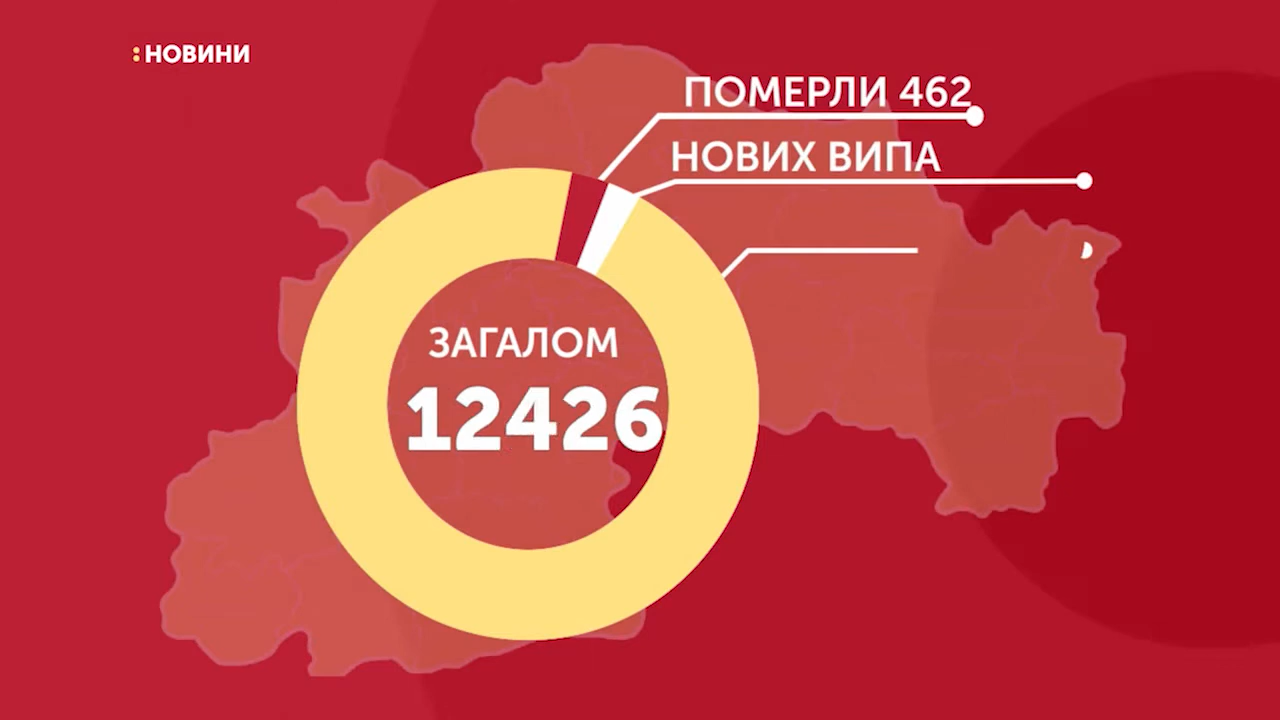 :НОВИНИ
ПОМЕРЛИ 462
НОВИХ ВИПА
ЗАГАЛОМ
12426